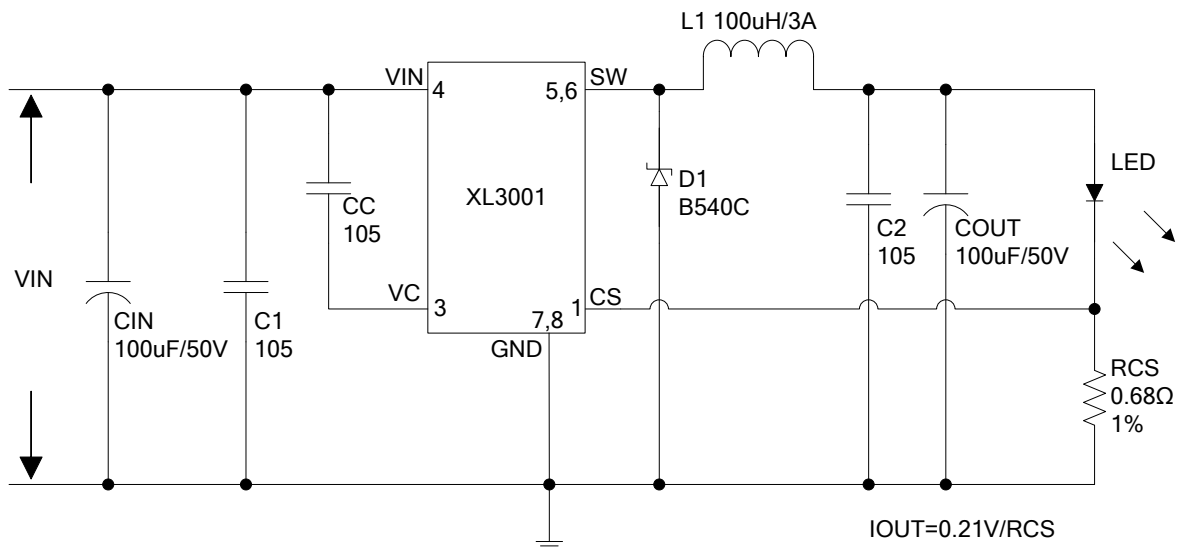 L1 100uH/3A
VIN
4
5,6
SW
XL3001
CC
105
D1
B540C
LED
C2
105
COUT
100uF/50V
VIN
VC
3
1
CS
7,8
GND
CIN
100uF/50V
C1
105
RCS
0.68Ω
1%
IOUT=0.21V/RCS